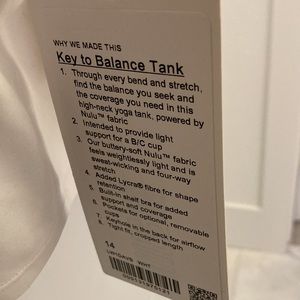 WHY WE MADE THIS
Key to Balance Tank
1. Through every bend and stretch,
find the balance you seek and
the coverage you need in this
high-neck yoga tank, powered by
Nulu™ fabric
2. Intended to provide light
support for a B/C cup
3. Our buttery-soft Nulu™ fabric
feels weightlessly light and is
sweat-wicking and four-way
stretch
4. Added Lycra® fibre for shape
retention
5. Built-in shelf bra for added
support and coverage
6. Pockets for optional, removable
cups
7. Keyhole in the back for airflow
8. Tight fit, cropped length
14
WHT